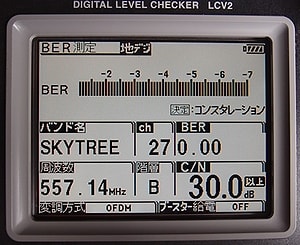 DIGITAL LEVEL CHECKER LCV2
BER測定 地デジ
-2 -3 -4 -5 -6 -7
BER
決定:コンスタレーション
バンド名 ch BER
SKYTREE 27 0.00
周波数 階層 C/N
557.14MHz B 30.0以上dB
変調方式 OFDM ブースター給電 OFF